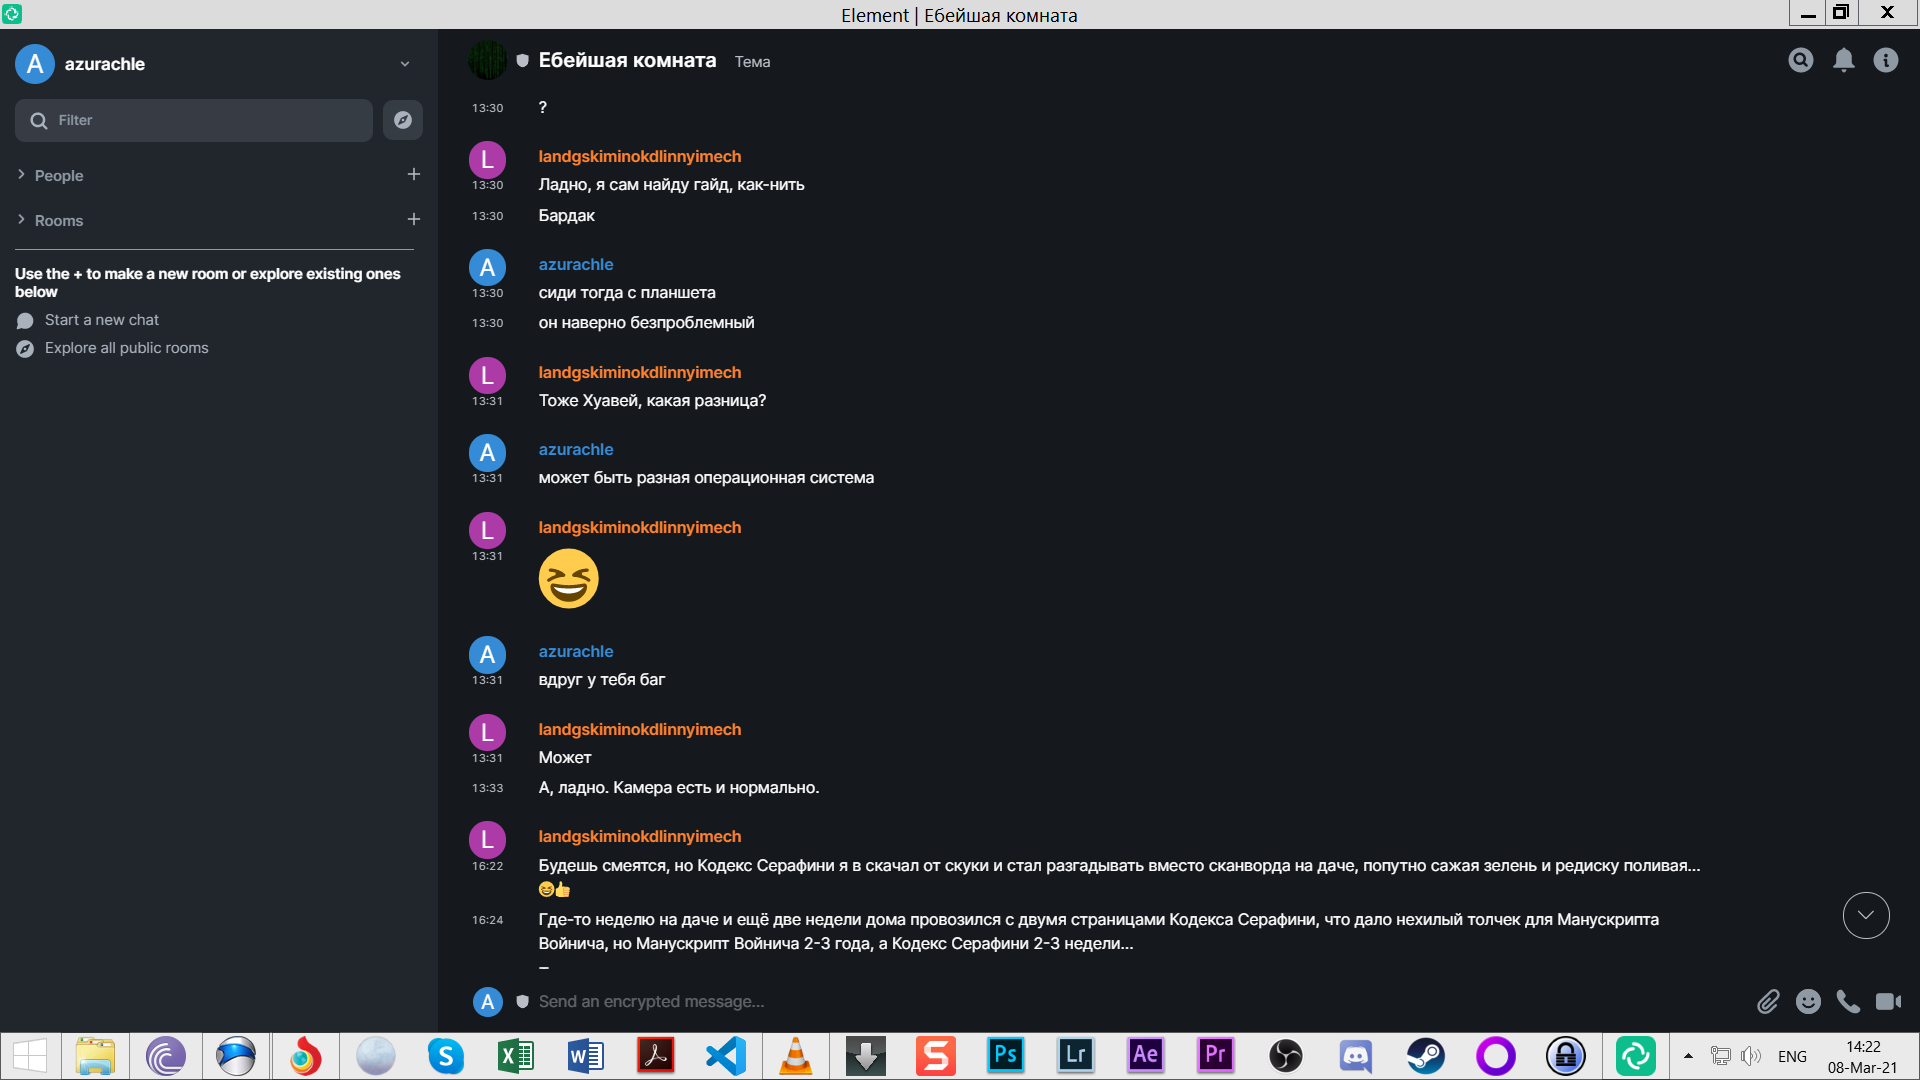 Element | Ебейшая комната
A azurachle
Filter
People
Rooms
Use the + to make a new room or explore existing ones
below
Start a new chat
Explore all public rooms
Ебейшая комната Тема
13:30 ?
L landgskiminokdlinnyimech
13:30 Ладно, я сам найду гайд, как-нить
13:30 Бардак
A azurachle
13:30 сиди тогда с планшета
13:30 он наверно безпроблемный
L landgskiminokdlinnyimech
13:31 Тоже Хуавей, какая разница?
A azurachle
13:31 может быть разная операционная система
L landgskiminokdlinnyimech
13:31
A azurachle
13:31 вдруг у тебя баг
L landgskiminokdlinnyimech
13:31 Может
13:33 А, ладно. Камера есть и нормально.
L landgskiminokdlinnyimech
16:22 Будешь смеятся, но Кодекс Серафини я в скачал от скуки и стал разгадывать вместо сканворда на даче, попутно сажая зелень и редиску поливая...
😆👍
16:24 Где-то неделю на даче и ещё две недели дома провозился с двумя страницами Кодекса Серафини, что дало нехилый толчек для Манускрипта
Войнича, но Манускрипт Войнича 2-3 года, а Кодекс Серафини 2-3 недели...
–
A Send an encrypted message...
S X W S Ps Lr Ae Pr ENG 14:22
08-Mar-21